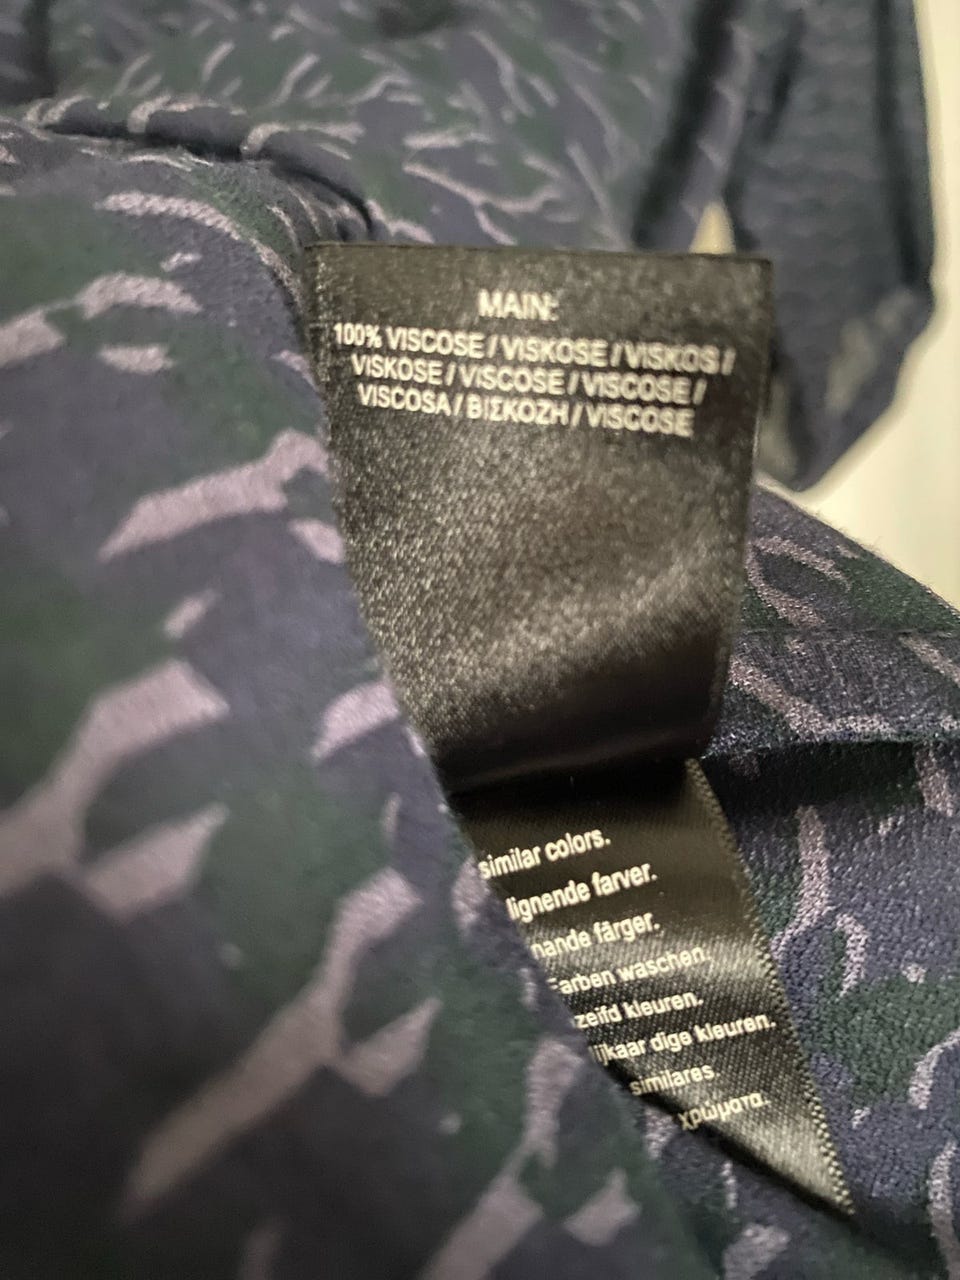 MAIN:
100% VISCOSE / VISKOSE / VISKOS /
VISKOSE / VISCOSE / VISCOSE /
VISCOSA / ΒΙΣΚΟΖΗ / VISCOSE
similar colors.
lignende farver.
nande färger.
Farben waschen.
zeifd kleuren.
ijkaar dige kleuren.
similares
χρώματα.